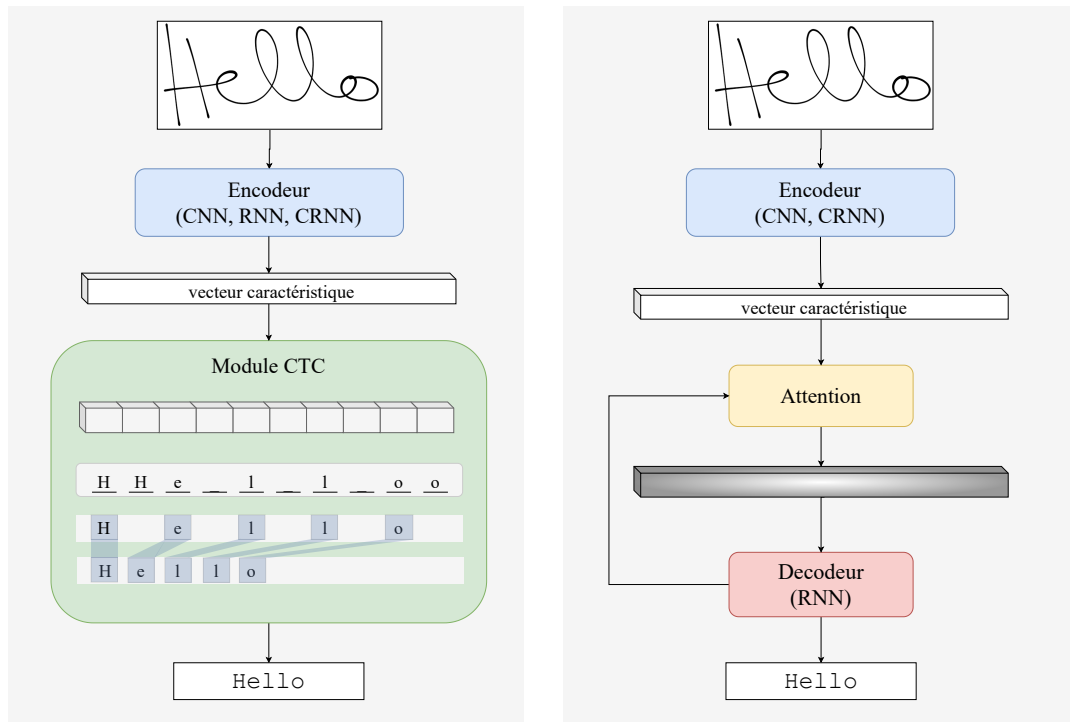 Hello
Encodeur
(CNN, RNN, CRNN)
vecteur caractéristique
Module CTC
H H e _ l _ l _ o o
H e l l o
H e l l o
Hello
Hello
Encodeur
(CNN, CRNN)
vecteur caractéristique
Attention
Decodeur
(RNN)
Hello